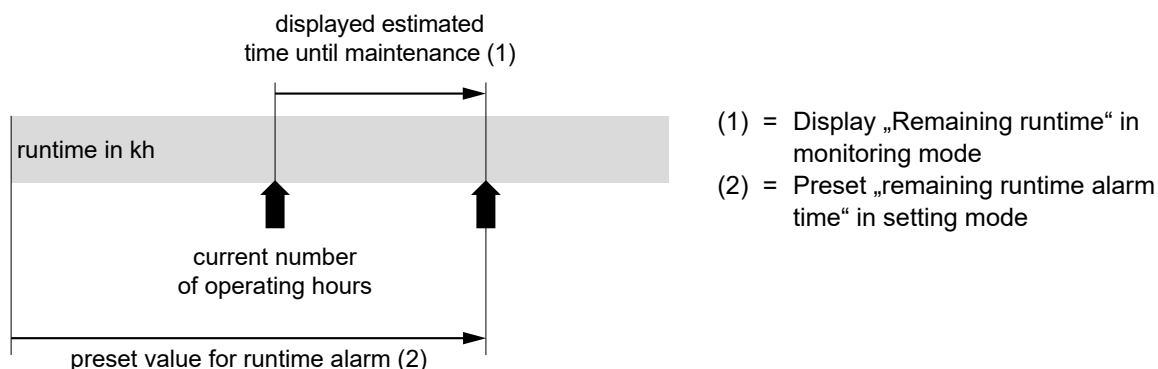 displayed estimated
time until maintenance (1)
runtime in kh
current number
of operating hours
preset value for runtime alarm (2)
(1) = Display „Remaining runtime“ in
monitoring mode
(2) = Preset „remaining runtime alarm
time“ in setting mode